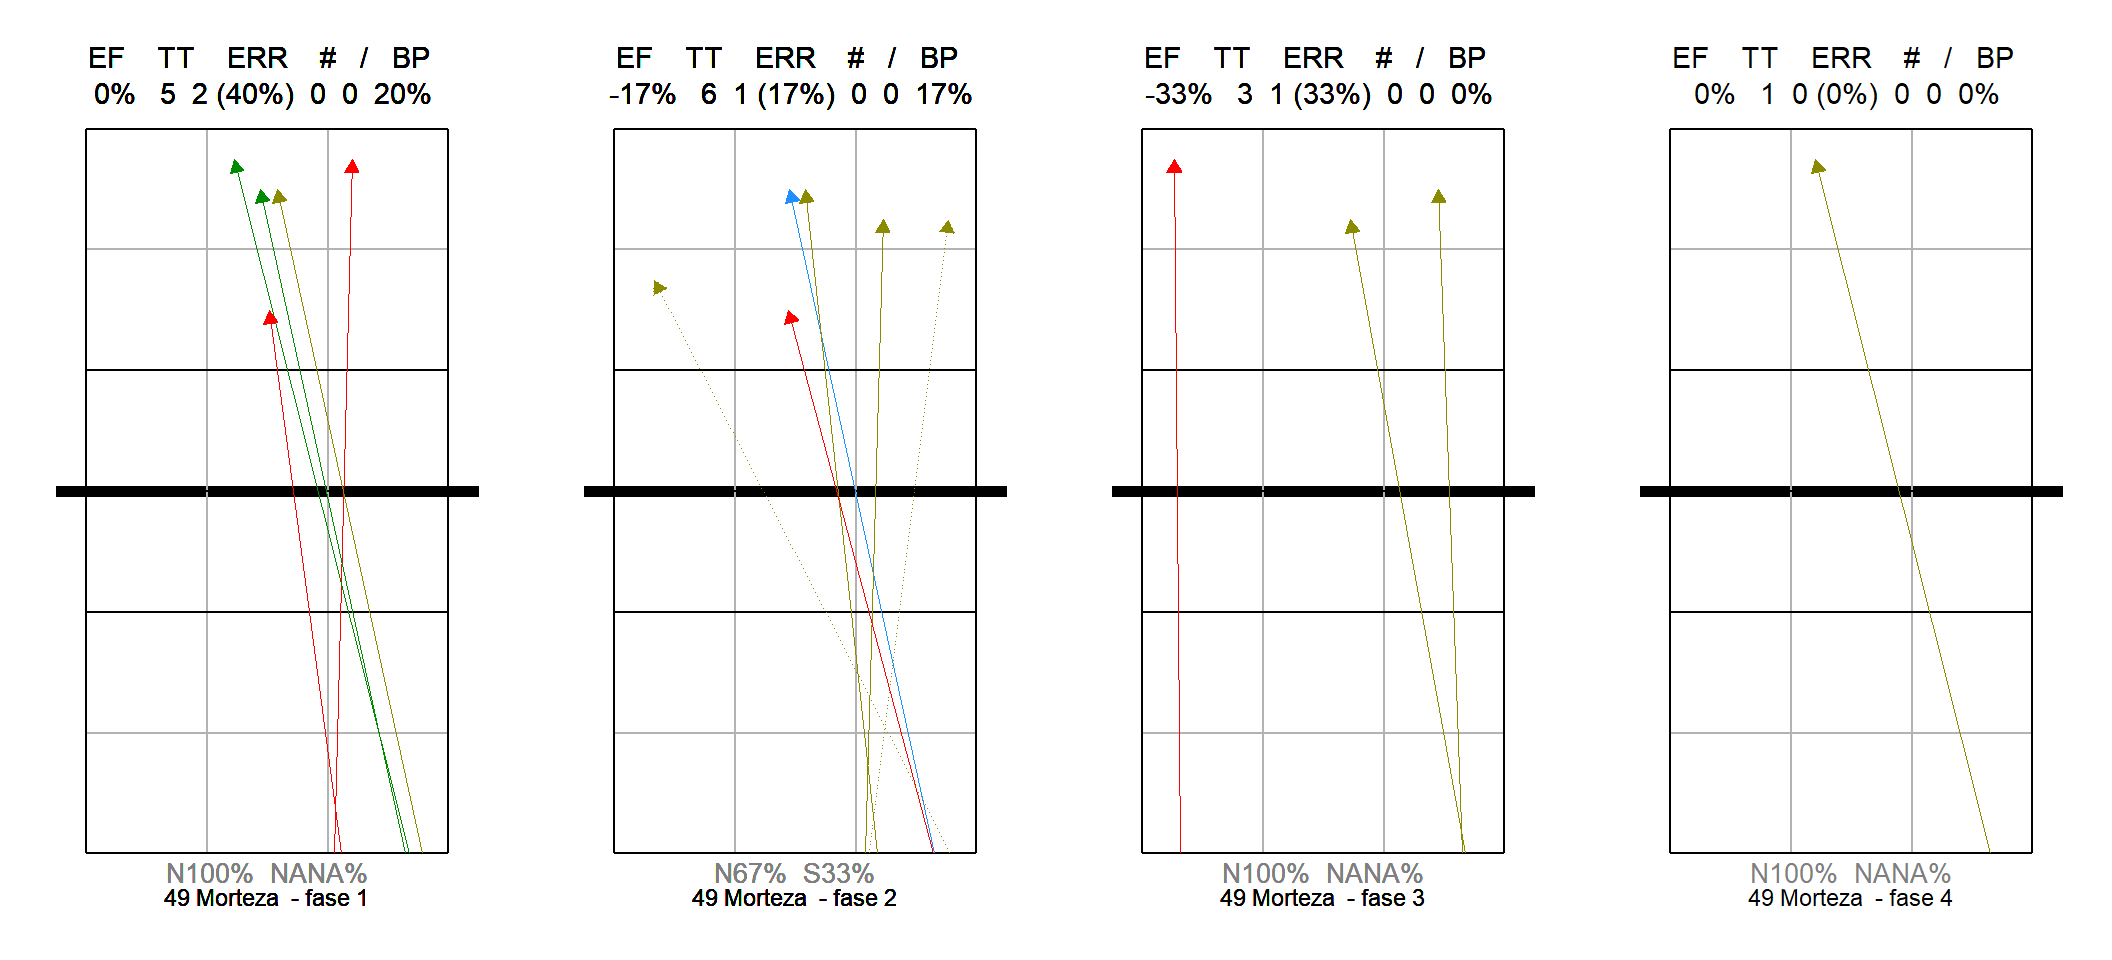 EF TT ERR # / BP
0% 5 2 (40%) 0 0 20%
N100% NANA%
49 Morteza - fase 1
EF TT ERR # / BP
-17% 6 1 (17%) 0 0 17%
N67% S33%
49 Morteza - fase 2
EF TT ERR # / BP
-33% 3 1 (33%) 0 0 0%
N100% NANA%
49 Morteza - fase 3
EF TT ERR # / BP
0% 1 0 (0%) 0 0 0%
N100% NANA%
49 Morteza - fase 4